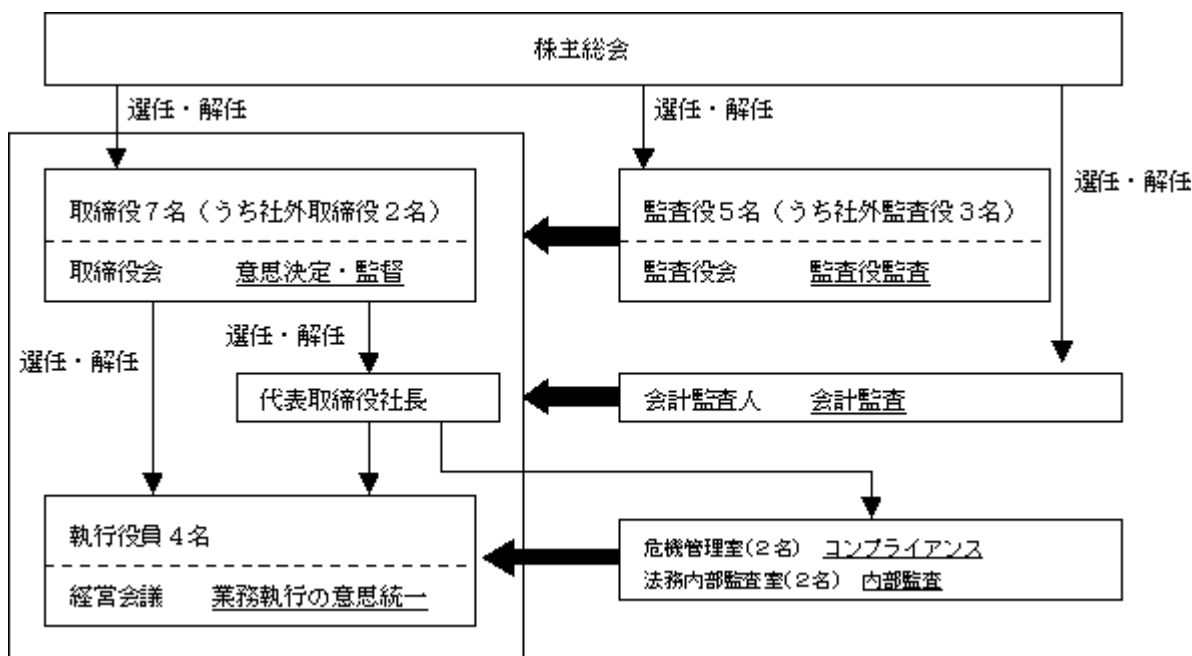 株主総会
選任・解任
選任・解任
選任・解任
取締役７名（うち社外取締役２名）
取締役会 意思決定・監督
監査役５名（うち社外監査役３名）
監査役会 監査役監査
選任・解任
選任・解任
代表取締役社長
会計監査人 会計監査
執行役員４名
経営会議 業務執行の意思統一
危機管理室(２名) コンプライアンス
法務内部監査室(２名) 内部監査